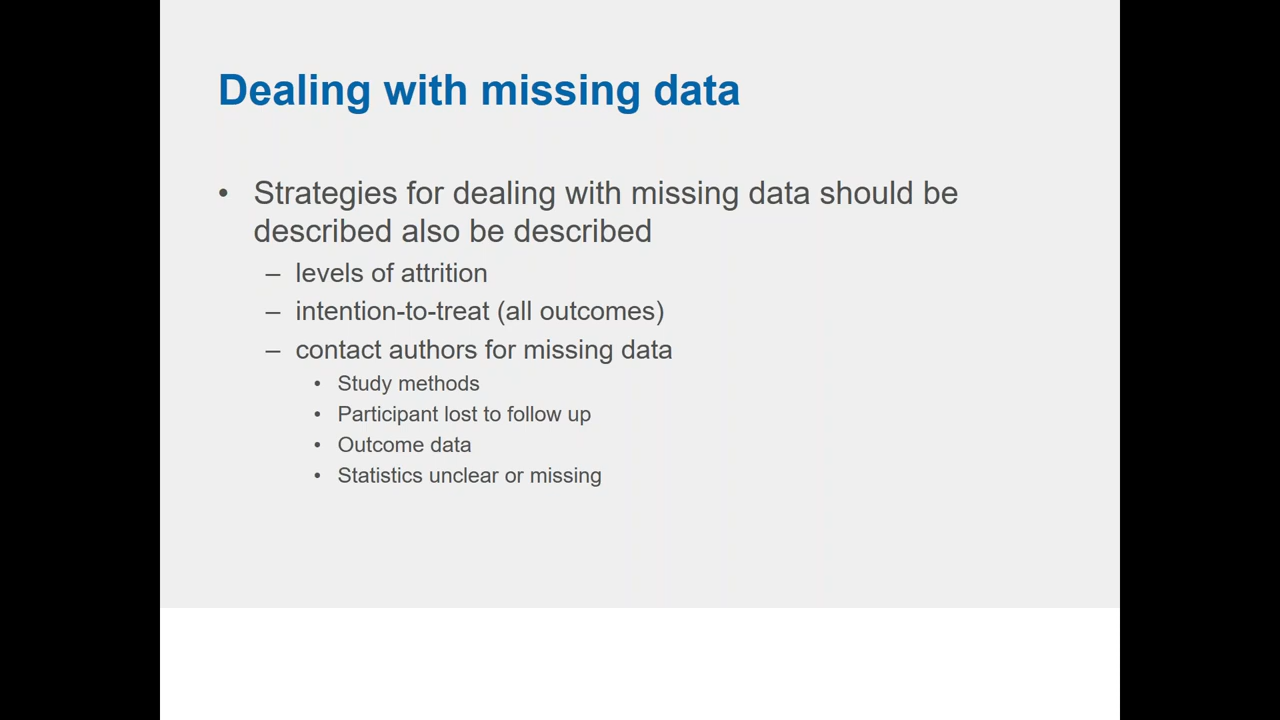 Dealing with missing data
• Strategies for dealing with missing data should be
described also be described
– levels of attrition
– intention-to-treat (all outcomes)
– contact authors for missing data
• Study methods
• Participant lost to follow up
• Outcome data
• Statistics unclear or missing